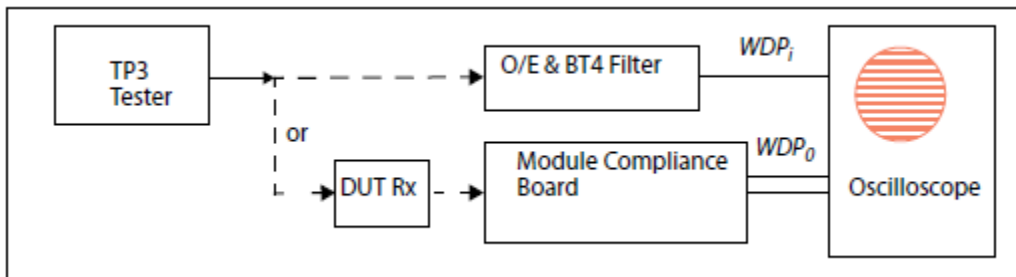 TP3
Tester
or
O/E & BT4 Filter
WDPi
DUT Rx
Module Compliance
Board
WDP0
Oscilloscope